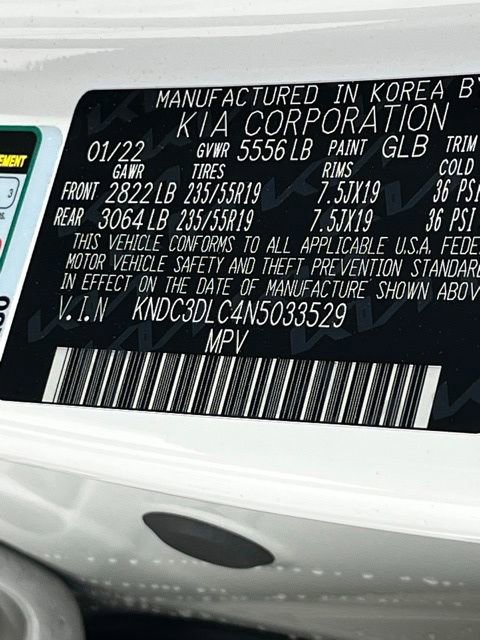 MANUFACTURED IN KOREA BY
KIA CORPORATION
01/22 GVWR 5556 LB PAINT GLB TRIM
GAWR TIRES RIMS COLD
FRONT 2822 LB 235/55R19 7.5JX19 36 PSI
REAR 3064 LB 235/55R19 7.5JX19 36 PSI
THIS VEHICLE CONFORMS TO ALL APPLICABLE U.S.A. FEDE
MOTOR VEHICLE SAFETY AND THEFT PREVENTION STANDARD
IN EFFECT ON THE DATE OF MANUFACTURE SHOWN ABOV
V.I.N KNDC3DLC4N5033529
MPV
EMENT
3